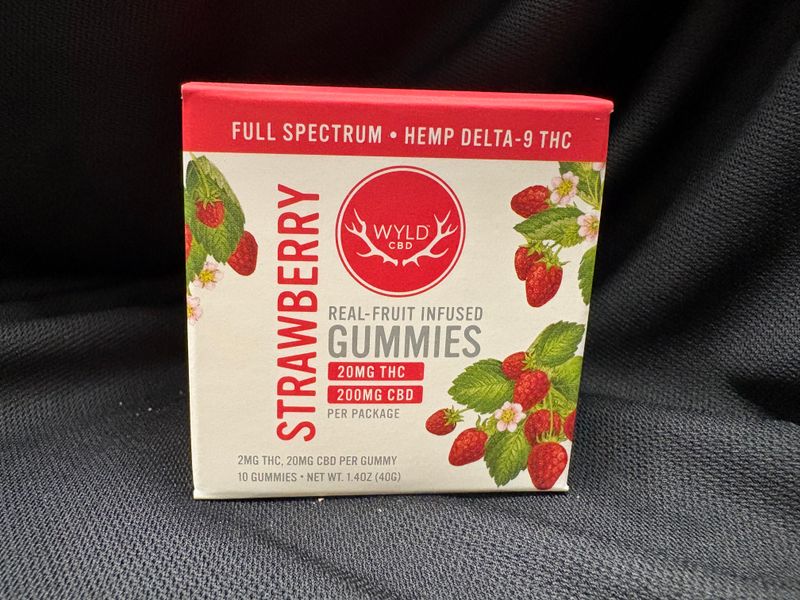 FULL SPECTRUM • HEMP DELTA-9 THC
STRAWBERRY
WYLD™
CBD
REAL-FRUIT INFUSED
GUMMIES
20MG THC
200MG CBD
PER PACKAGE
2MG THC, 20MG CBD PER GUMMY
10 GUMMIES • NET WT. 1.4OZ (40G)